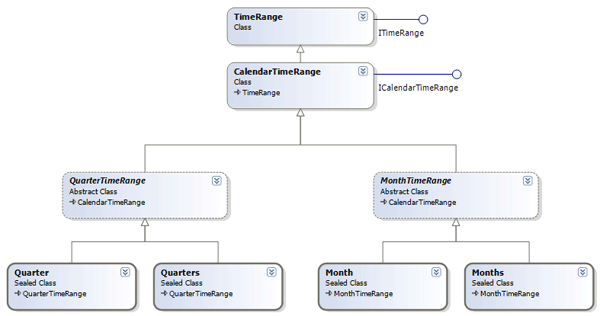 TimeRange
Class
ITimeRange
CalendarTimeRange
Class
TimeRange
ICalendarTimeRange
QuarterTimeRange
Abstract Class
CalendarTimeRange
MonthTimeRange
Abstract Class
CalendarTimeRange
Quarter
Sealed Class
QuarterTimeRange
Quarters
Sealed Class
QuarterTimeRange
Month
Sealed Class
MonthTimeRange
Months
Sealed Class
MonthTimeRange